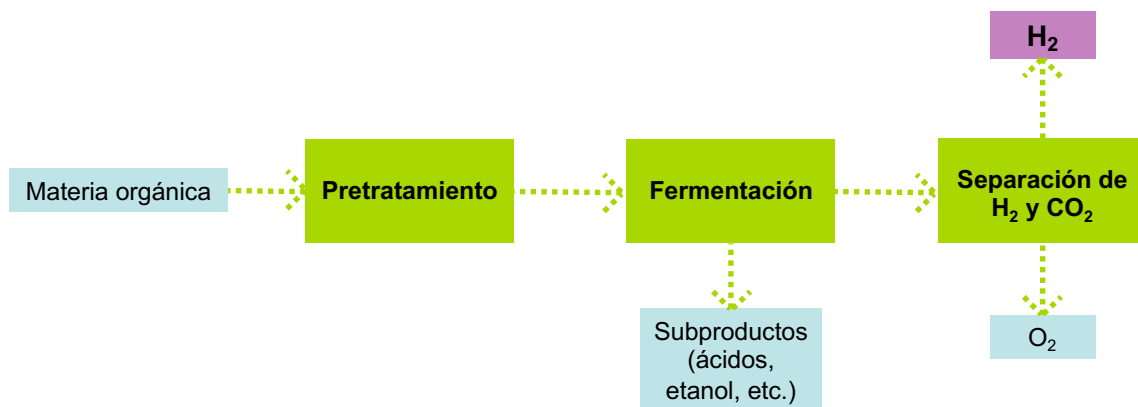 H₂
Materia orgánica
Pretratamiento
Fermentación
Separación de
H₂ y CO₂
Subproductos
(ácidos,
etanol, etc.)
O₂